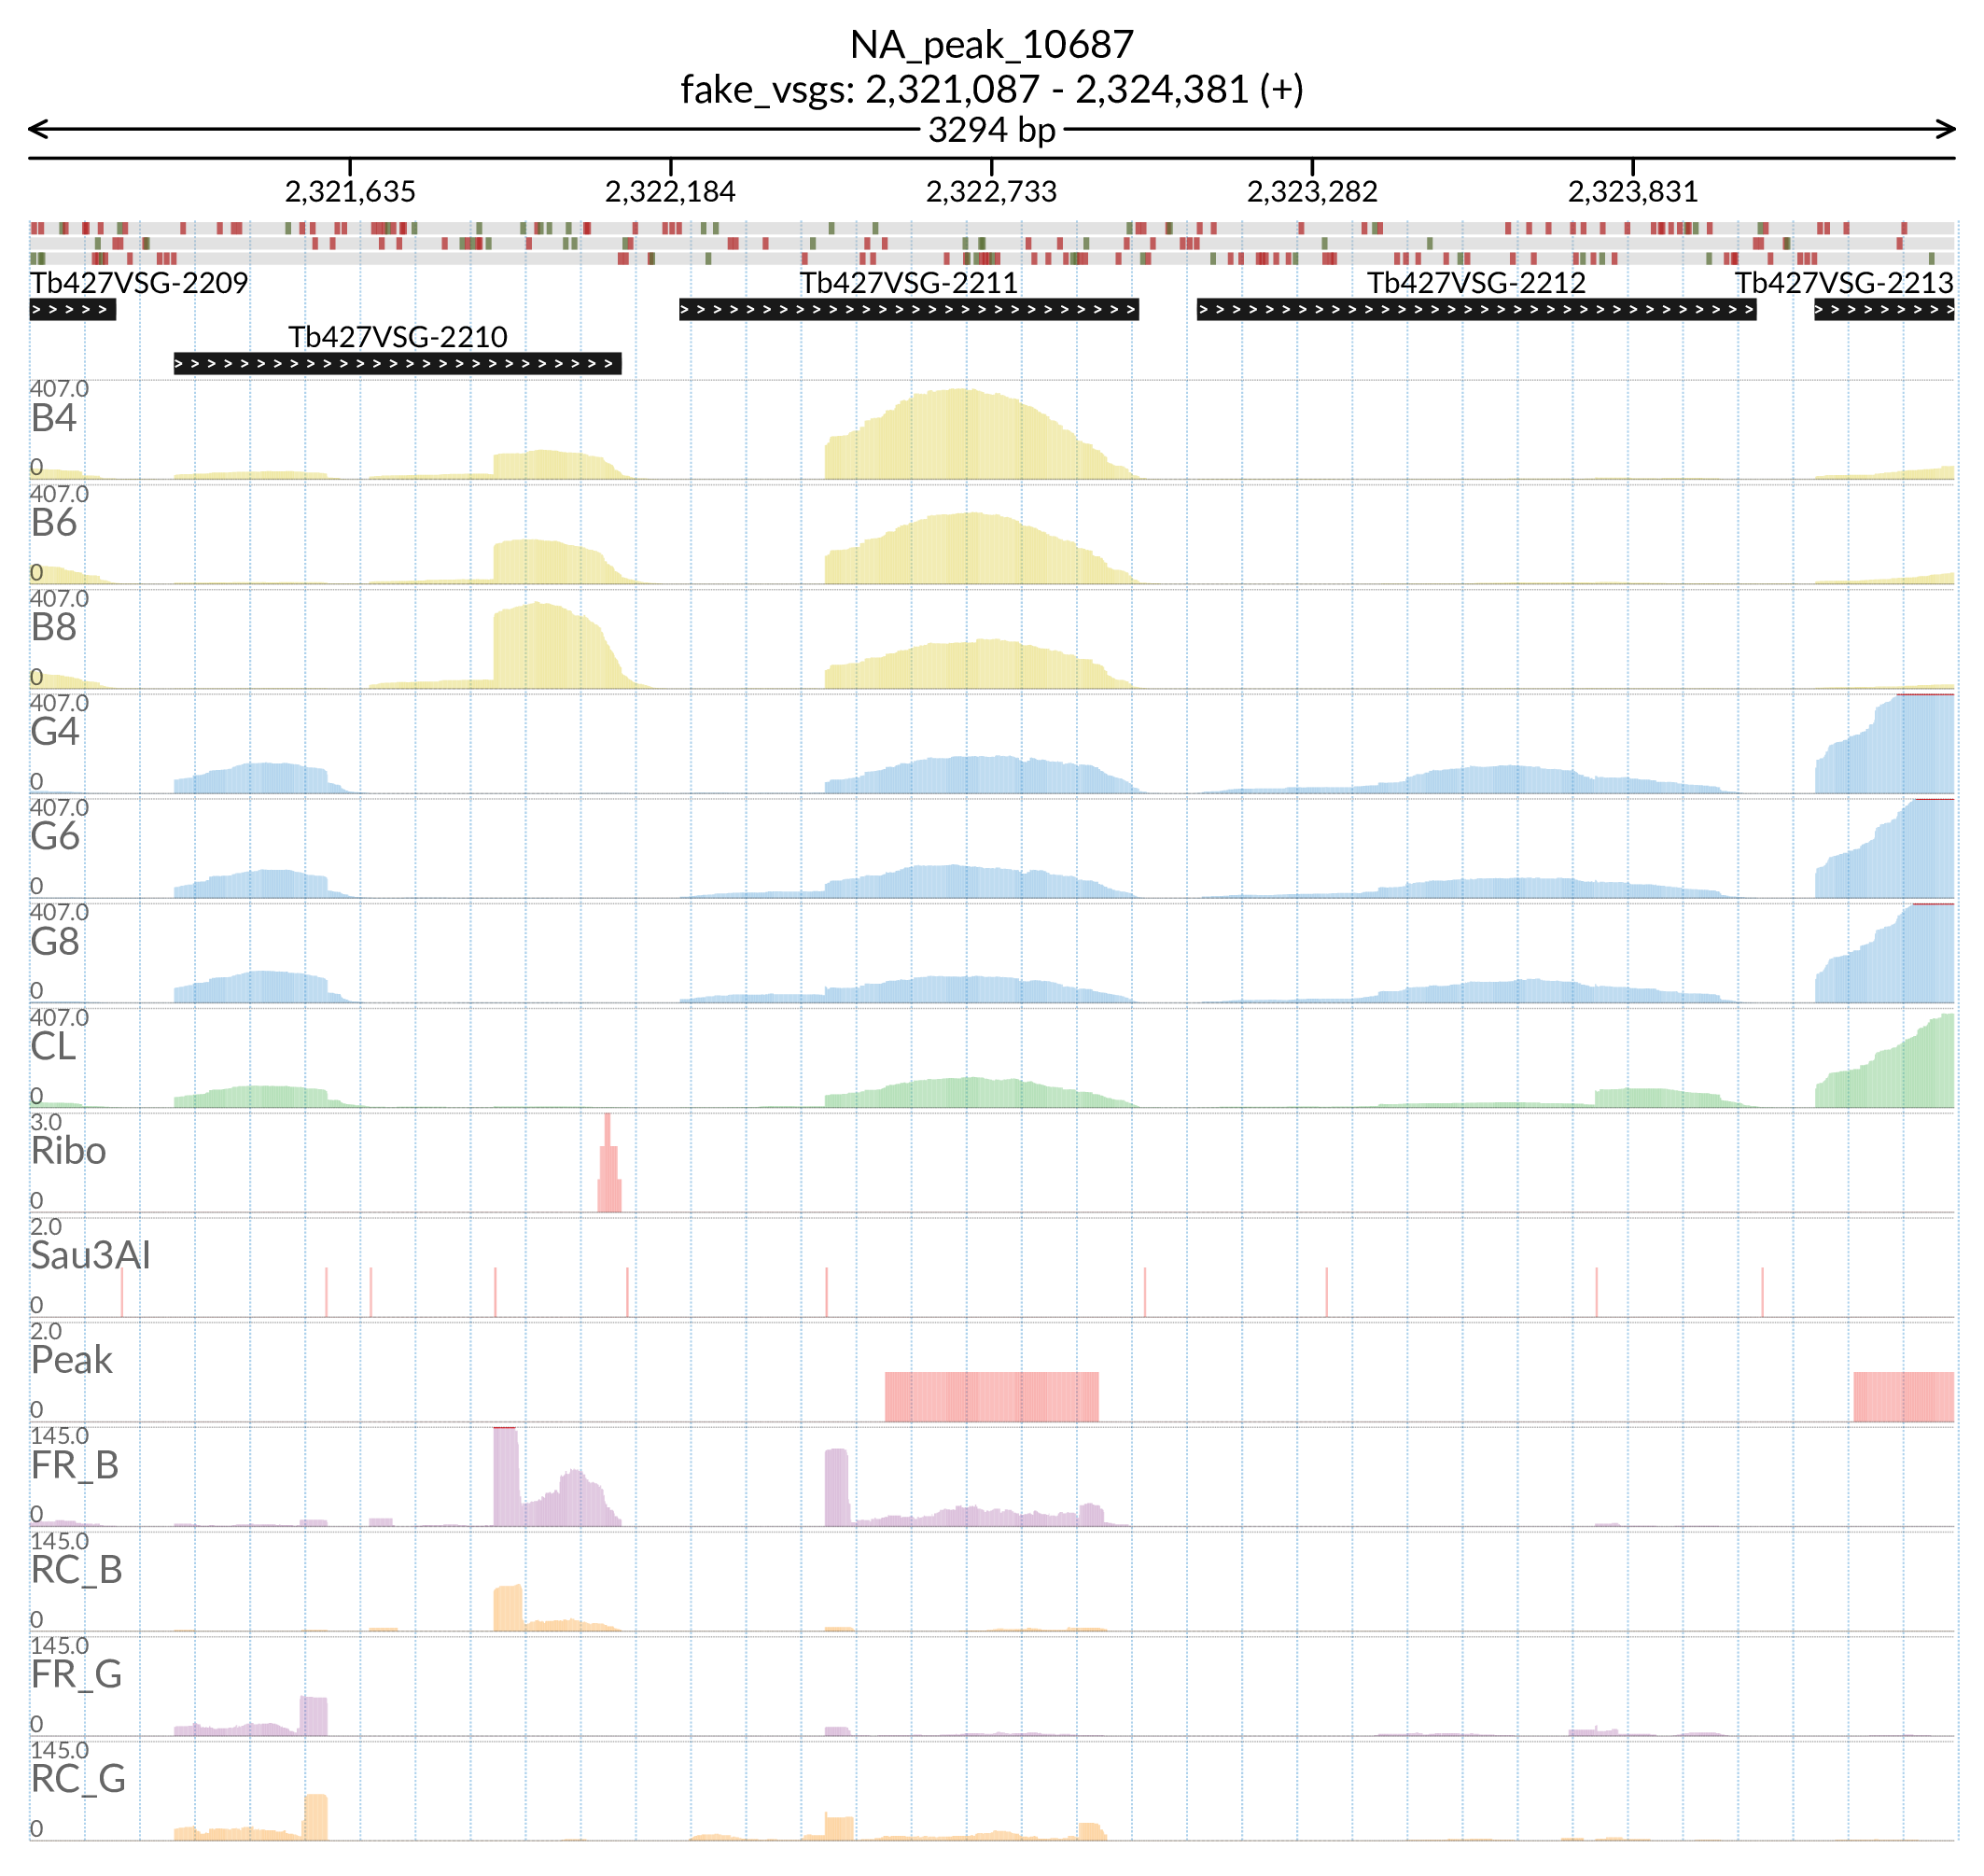 NA_peak_10687
fake_vsgs: 2,321,087 - 2,324,381 (+)
3294 bp
2,321,635 2,322,184 2,322,733 2,323,282 2,323,831
Tb427VSG-2209 Tb427VSG-2211 Tb427VSG-2212 Tb427VSG-2213
Tb427VSG-2210
407.0
B4
0
407.0
B6
0
407.0
B8
0
407.0
G4
0
407.0
G6
0
407.0
G8
0
407.0
CL
0
3.0
Ribo
0
2.0
Sau3AI
0
2.0
Peak
0
145.0
FR_B
0
145.0
RC_B
0
145.0
FR_G
0
145.0
RC_G
0